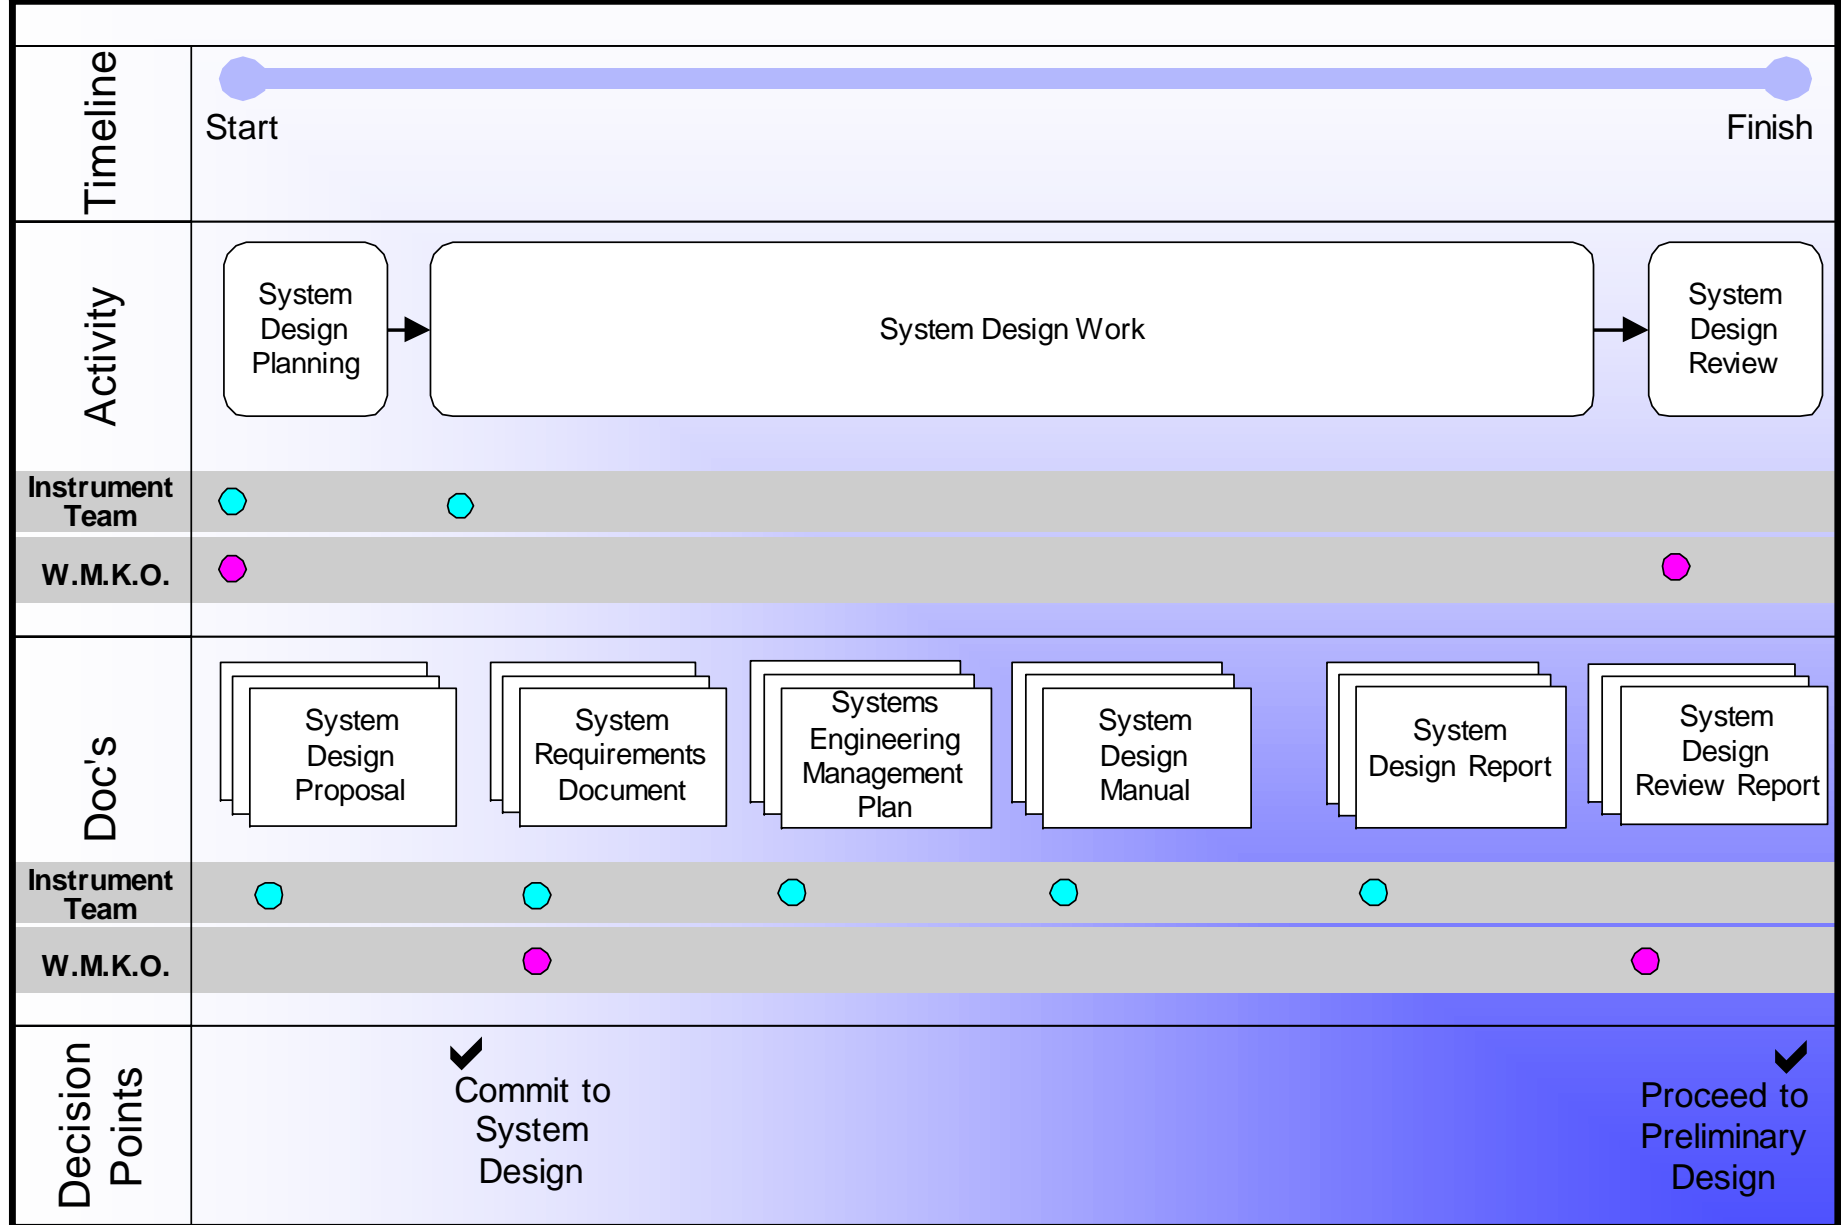 Timeline
Start
Finish
Activity
System
Design
Planning
System Design Work
System
Design
Review
Instrument
Team
W.M.K.O.
Doc's
System
Design
Proposal
System
Requirements
Document
Systems
Engineering
Management
Plan
System
Design
Manual
System
Design Report
System
Design
Review Report
Instrument
Team
W.M.K.O.
Decision
Points
Commit to
System
Design
Proceed to
Preliminary
Design